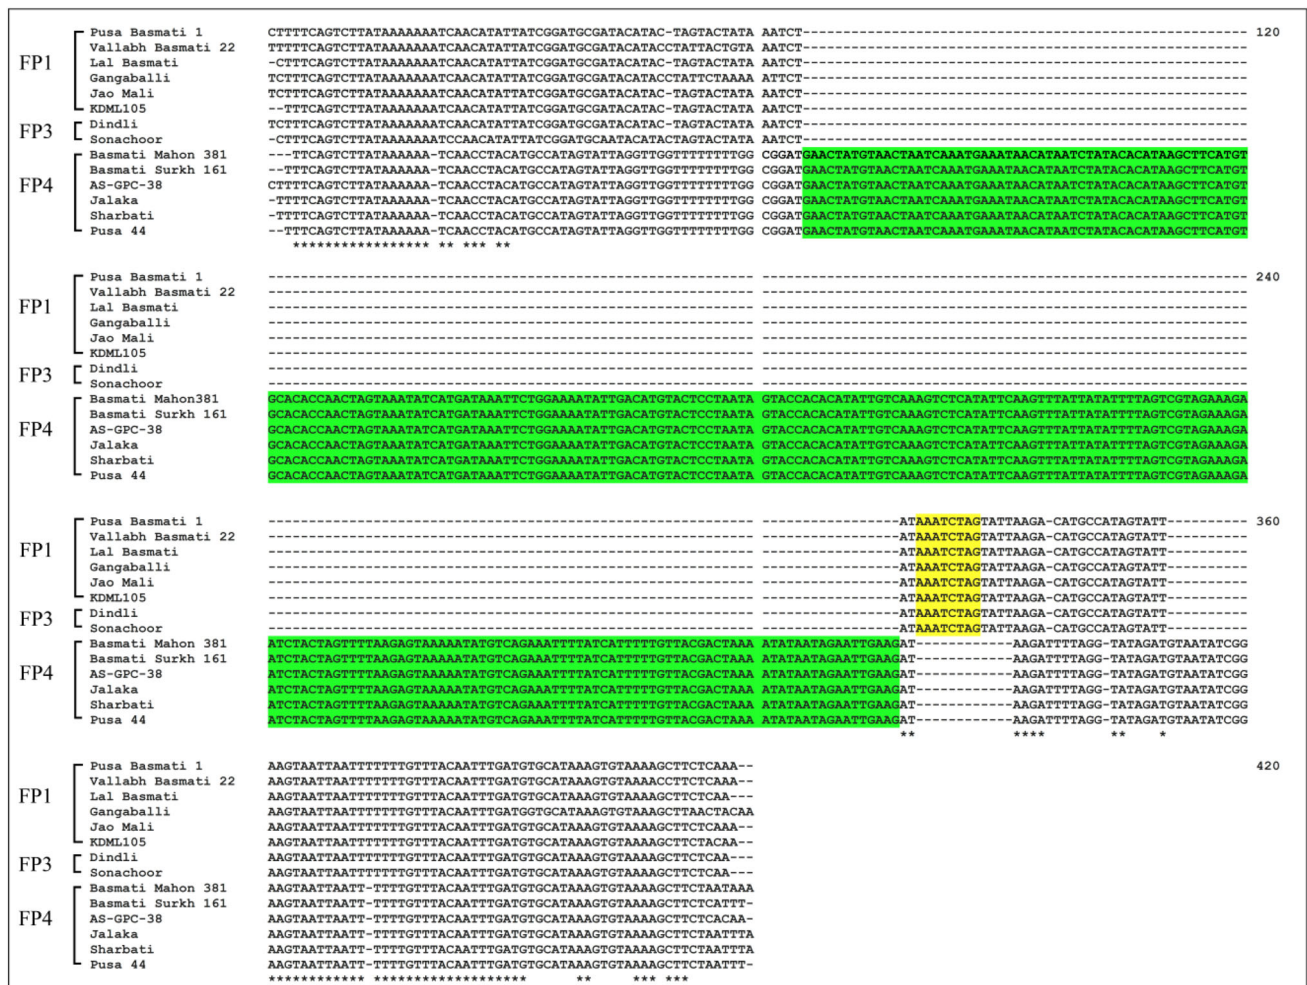 FP1
Pusa Basmati 1 CTTTTCAGTCTTATAAAAAAATCAACATATTATCGGATGCGATACATAC-TAGTACTATA AATCT------------------------------------------------------- 120
Vallabh Basmati 22 TTTTTCAGTCTTATAAAAAAATCAACATATTATCGGATGCGATACATACCTATTACTGTA AATCT-------------------------------------------------------
Lal Basmati -CTTTCAGTCTTATAAAAAAATCAACATATTATCGGATGCGATACATAC-TAGTACTATA AATCT-------------------------------------------------------
Gangaballi TCTTTCAGTCTTATAAAAAAATCAACATATTATCGGATGCGATACATACCTATTCTAAAA ATTCT-------------------------------------------------------
Jao Mali TCTTTCAGTCTTATAAAAAAATCAACATATTATCGGATGCGATACATAC-TAGTACTATA AATCT-------------------------------------------------------
KDML105 --TTTCAGTCTTATAAAAAAATCAACATATTATCGGATGCGATACATAC-TAGTACTATA AATCT-------------------------------------------------------
FP3
Dindli TCTTTCAGTCTTATAAAAAAATCAACATATTATCGGATGCGATACATAC-TAGTACTATA AATCT-------------------------------------------------------
Sonachoor -CTTTCAGTCTTATAAAAAAATCCAACATATTATCGGATGCAATACATACTAGTACTATA AATCT-------------------------------------------------------
FP4
Basmati Mahon 381 ---TTCAGTCTTATAAAAAA-TCAACCTACATGCCATAGTATTAGGTTGGTTTTTTTTGG CGGATGAACTATGTAACTAATCAAATGAAATAACATAATCTATACACATAAGCTTCATGT
Basmati Surkh 161 --TTTCAGTCTTATAAAAAA-TCAACCTACATGCCATAGTATTAGGTTGGTTTTTTTTGG CGGATGAACTATGTAACTAATCAAATGAAATAACATAATCTATACACATAAGCTTCATGT
AS-GPC-38 CTTTTCAGTCTTATAAAAAA-TCAACCTACATGCCATAGTATTAGGTTGGTTTTTTTTGG CGGATGAACTATGTAACTAATCAAATGAAATAACATAATCTATACACATAAGCTTCATGT
Jalaka -TTTTCAGTCTTATAAAAAA-TCAACCTACATGCCATAGTATTAGGTTGGTTTTTTTTGG CGGATGAACTATGTAACTAATCAAATGAAATAACATAATCTATACACATAAGCTTCATGT
Sharbati -TTTTCAGTCTTATAAAAAA-TCAACCTACATGCCATAGTATTAGGTTGGTTTTTTTTGG CGGATGAACTATGTAACTAATCAAATGAAATAACATAATCTATACACATAAGCTTCATGT
Pusa 44 --TTTCAGTCTTATAAAAAA-TCAACCTACATGCCATAGTATTAGGTTGGTTTTTTTTGG CGGATGAACTATGTAACTAATCAAATGAAATAACATAATCTATACACATAAGCTTCATGT
***************** ** *** **
FP1
Pusa Basmati 1 ------------------------------------------------------------ ------------------------------------------------------------ 240
Vallabh Basmati 22 ------------------------------------------------------------ ------------------------------------------------------------
Lal Basmati ------------------------------------------------------------ ------------------------------------------------------------
Gangaballi ------------------------------------------------------------ ------------------------------------------------------------
Jao Mali ------------------------------------------------------------ ------------------------------------------------------------
KDML105 ------------------------------------------------------------ ------------------------------------------------------------
FP3
Dindli ------------------------------------------------------------ ------------------------------------------------------------
Sonachoor ------------------------------------------------------------ ------------------------------------------------------------
FP4
Basmati Mahon381 GCACACCAACTAGTAAATATCATGATAAATTCTGGAAAATATTGACATGTACTCCTAATA GTACCACACATATTGTCAAAGTCTCATATTCAAGTTTATTATATTTTAGTCGTAGAAAGA
Basmati Surkh 161 GCACACCAACTAGTAAATATCATGATAAATTCTGGAAAATATTGACATGTACTCCTAATA GTACCACACATATTGTCAAAGTCTCATATTCAAGTTTATTATATTTTAGTCGTAGAAAGA
AS-GPC-38 GCACACCAACTAGTAAATATCATGATAAATTCTGGAAAATATTGACATGTACTCCTAATA GTACCACACATATTGTCAAAGTCTCATATTCAAGTTTATTATATTTTAGTCGTAGAAAGA
Jalaka GCACACCAACTAGTAAATATCATGATAAATTCTGGAAAATATTGACATGTACTCCTAATA GTACCACACATATTGTCAAAGTCTCATATTCAAGTTTATTATATTTTAGTCGTAGAAAGA
Sharbati GCACACCAACTAGTAAATATCATGATAAATTCTGGAAAATATTGACATGTACTCCTAATA GTACCACACATATTGTCAAAGTCTCATATTCAAGTTTATTATATTTTAGTCGTAGAAAGA
Pusa 44 GCACACCAACTAGTAAATATCATGATAAATTCTGGAAAATATTGACATGTACTCCTAATA GTACCACACATATTGTCAAAGTCTCATATTCAAGTTTATTATATTTTAGTCGTAGAAAGA
FP1
Pusa Basmati 1 ------------------------------------------------------------ -----------------ATAAATCTAGTATTAAGA-CATGCCATAGTATT---------- 360
Vallabh Basmati 22 ------------------------------------------------------------ -----------------ATAAATCTAGTATTAAGA-CATGCCATAGTATT----------
Lal Basmati ------------------------------------------------------------ -----------------ATAAATCTAGTATTAAGA-CATGCCATAGTATT----------
Gangaballi ------------------------------------------------------------ -----------------ATAAATCTAGTATTAAGA-CATGCCATAGTATT----------
Jao Mali ------------------------------------------------------------ -----------------ATAAATCTAGTATTAAGA-CATGCCATAGTATT----------
KDML105 ------------------------------------------------------------ -----------------ATAAATCTAGTATTAAGA-CATGCCATAGTATT----------
FP3
Dindli ------------------------------------------------------------ -----------------ATAAATCTAGTATTAAGA-CATGCCATAGTATT----------
Sonachoor ------------------------------------------------------------ -----------------ATAAATCTAGTATTAAGA-CATGCCATAGTATT----------
FP4
Basmati Mahon 381 ATCTACTAGTTTTAAGAGTAAAAATATGTCAGAAATTTTATCATTTTTGTTACGACTAAA ATATAATAGAATTGAAGAT------------AAGATTTTAGG-TATAGATGTAATATCGG
Basmati Surkh 161 ATCTACTAGTTTTAAGAGTAAAAATATGTCAGAAATTTTATCATTTTTGTTACGACTAAA ATATAATAGAATTGAAGAT------------AAGATTTTAGG-TATAGATGTAATATCGG
AS-GPC-38 ATCTACTAGTTTTAAGAGTAAAAATATGTCAGAAATTTTATCATTTTTGTTACGACTAAA ATATAATAGAATTGAAGAT------------AAGATTTTAGG-TATAGATGTAATATCGG
Jalaka ATCTACTAGTTTTAAGAGTAAAAATATGTCAGAAATTTTATCATTTTTGTTACGACTAAA ATATAATAGAATTGAAGAT------------AAGATTTTAGG-TATAGATGTAATATCGG
Sharbati ATCTACTAGTTTTAAGAGTAAAAATATGTCAGAAATTTTATCATTTTTGTTACGACTAAA ATATAATAGAATTGAAGAT------------AAGATTTTAGG-TATAGATGTAATATCGG
Pusa 44 ATCTACTAGTTTTAAGAGTAAAAATATGTCAGAAATTTTATCATTTTTGTTACGACTAAA ATATAATAGAATTGAAGAT------------AAGATTTTAGG-TATAGATGTAATATCGG
** **** ** *
FP1
Pusa Basmati 1 AAGTAATTAATTTTTTTGTTTACAATTTGATGTGCATAAAGTGTAAAAGCTTCTCAAA-- 420
Vallabh Basmati 22 AAGTAATTAATTTTTTTGTTTACAATTTGATGTGCATAAAGTGTAAAACCTTCTCAAA--
Lal Basmati AAGTAATTAATTTTTTTGTTTACAATTTGATGTGCATAAAGTGTAAAAGCTTCTCAA---
Gangaballi AAGTAATTAATTTTTTTGTTTACAATTTGATGGTGCATAAAGTGTAAAGCTTAACTACAA
Jao Mali AAGTAATTAATTTTTTTGTTTACAATTTGATGTGCATAAAGTGTAAAAGCTTCTCAAA--
KDML105 AAGTAATTAATTTTTTTGTTTACAATTTGATGTGCATAAAGTGTAAAAGCTTCTACAA--
FP3
Dindli AAGTAATTAATTTTTTTGTTTACAATTTGATGTGCATAAAGTGTAAAAGCTTCTCAA---
Sonachoor AAGTAATTAATTTTTTTGTTTACAATTTGATGTGCATAAAGTGTAAAAGCTTCTCAA---
FP4
Basmati Mahon 381 AAGTAATTAATT-TTTTGTTTACAATTTGATGTGCATAAAGTGTAAAAGCTTCTAATAAA
Basmati Surkh 161 AAGTAATTAATT-TTTTGTTTACAATTTGATGTGCATAAAGTGTAAAAGCTTCTCATTT-
AS-GPC-38 AAGTAATTAATT-TTTTGTTTACAATTTGATGTGCATAAAGTGTAAAAGCTTCTCACAA-
Jalaka AAGTAATTAATT-TTTTGTTTACAATTTGATGTGCATAAAGTGTAAAAGCTTCTAATTTA
Sharbati AAGTAATTAATT-TTTTGTTTACAATTTGATGTGCATAAAGTGTAAAAGCTTCTAATTTA
Pusa 44 AAGTAATTAATT-TTTTGTTTACAATTTGATGTGCATAAAGTGTAAAAGCTTCTAATTT-
************ ******************* ** *** ***